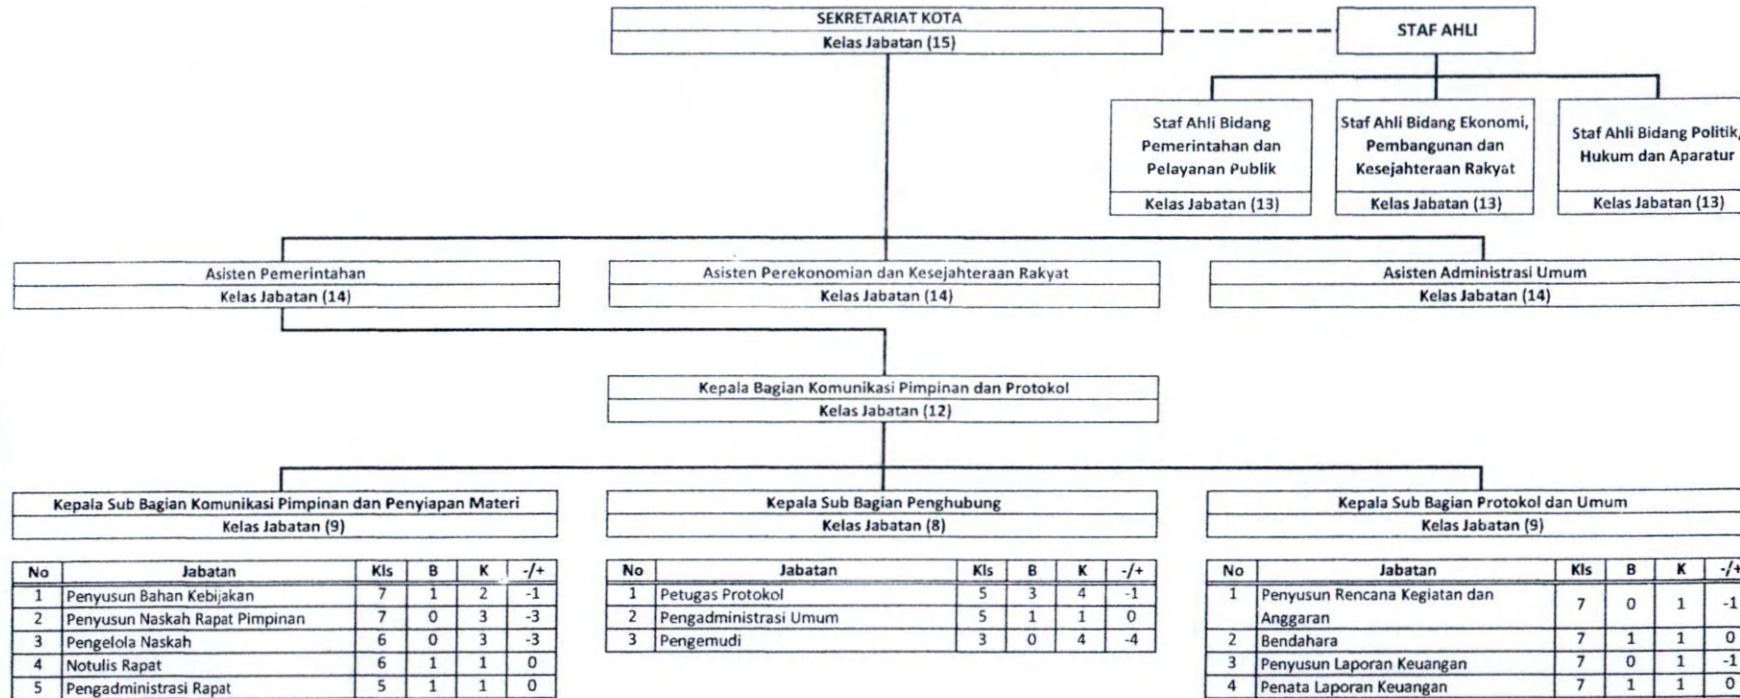 SEKRETARIAT KOTA
Kelas Jabatan (15)
STAF AHLI
Staf Ahli Bidang
Pemerintahan dan
Pelayanan Publik
Kelas Jabatan (13)
Staf Ahli Bidang Ekonomi,
Pembangunan dan
Kesejahteraan Rakyat
Kelas Jabatan (13)
Staf Ahli Bidang Politik,
Hukum dan Aparatur
Kelas Jabatan (13)
Asisten Pemerintahan
Kelas Jabatan (14)
Asisten Perekonomian dan Kesejahteraan Rakyat
Kelas Jabatan (14)
Asisten Administrasi Umum
Kelas Jabatan (14)
Kepala Bagian Komunikasi Pimpinan dan Protokol
Kelas Jabatan (12)
Kepala Sub Bagian Komunikasi Pimpinan dan Penyiapan Materi
Kelas Jabatan (9)
No Jabatan Kls B K -/+
1 Penyusun Bahan Kebijakan 7 1 2 -1
2 Penyusun Naskah Rapat Pimpinan 7 0 3 -3
3 Pengelola Naskah 6 0 3 -3
4 Notulis Rapat 6 1 1 0
5 Pengadministrasi Rapat 5 1 1 0
Kepala Sub Bagian Penghubung
Kelas Jabatan (8)
No Jabatan Kls B K -/+
1 Petugas Protokol 5 3 4 -1
2 Pengadministrasi Umum 5 1 1 0
3 Pengemudi 3 0 4 -4
Kepala Sub Bagian Protokol dan Umum
Kelas Jabatan (9)
No Jabatan Kls B K -/+
1 Penyusun Rencana Kegiatan dan
Anggaran 7 0 1 -1
2 Bendahara 7 1 1 0
3 Penyusun Laporan Keuangan 7 0 1 -1
4 Penata Laporan Keuangan 7 1 1 0